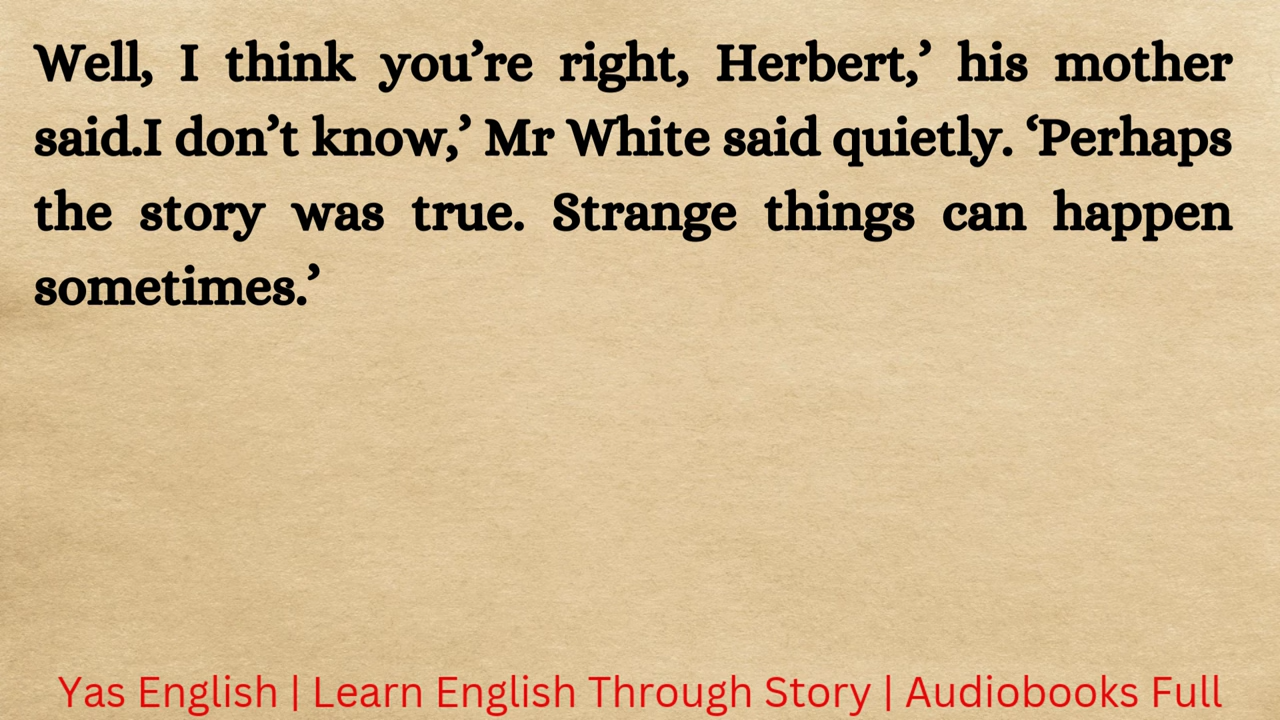 Well, I think you’re right, Herbert,’ his mother
said.I don’t know,’ Mr White said quietly. ‘Perhaps
the story was true. Strange things can happen
sometimes.’
Yas English | Learn English Through Story | Audiobooks Full